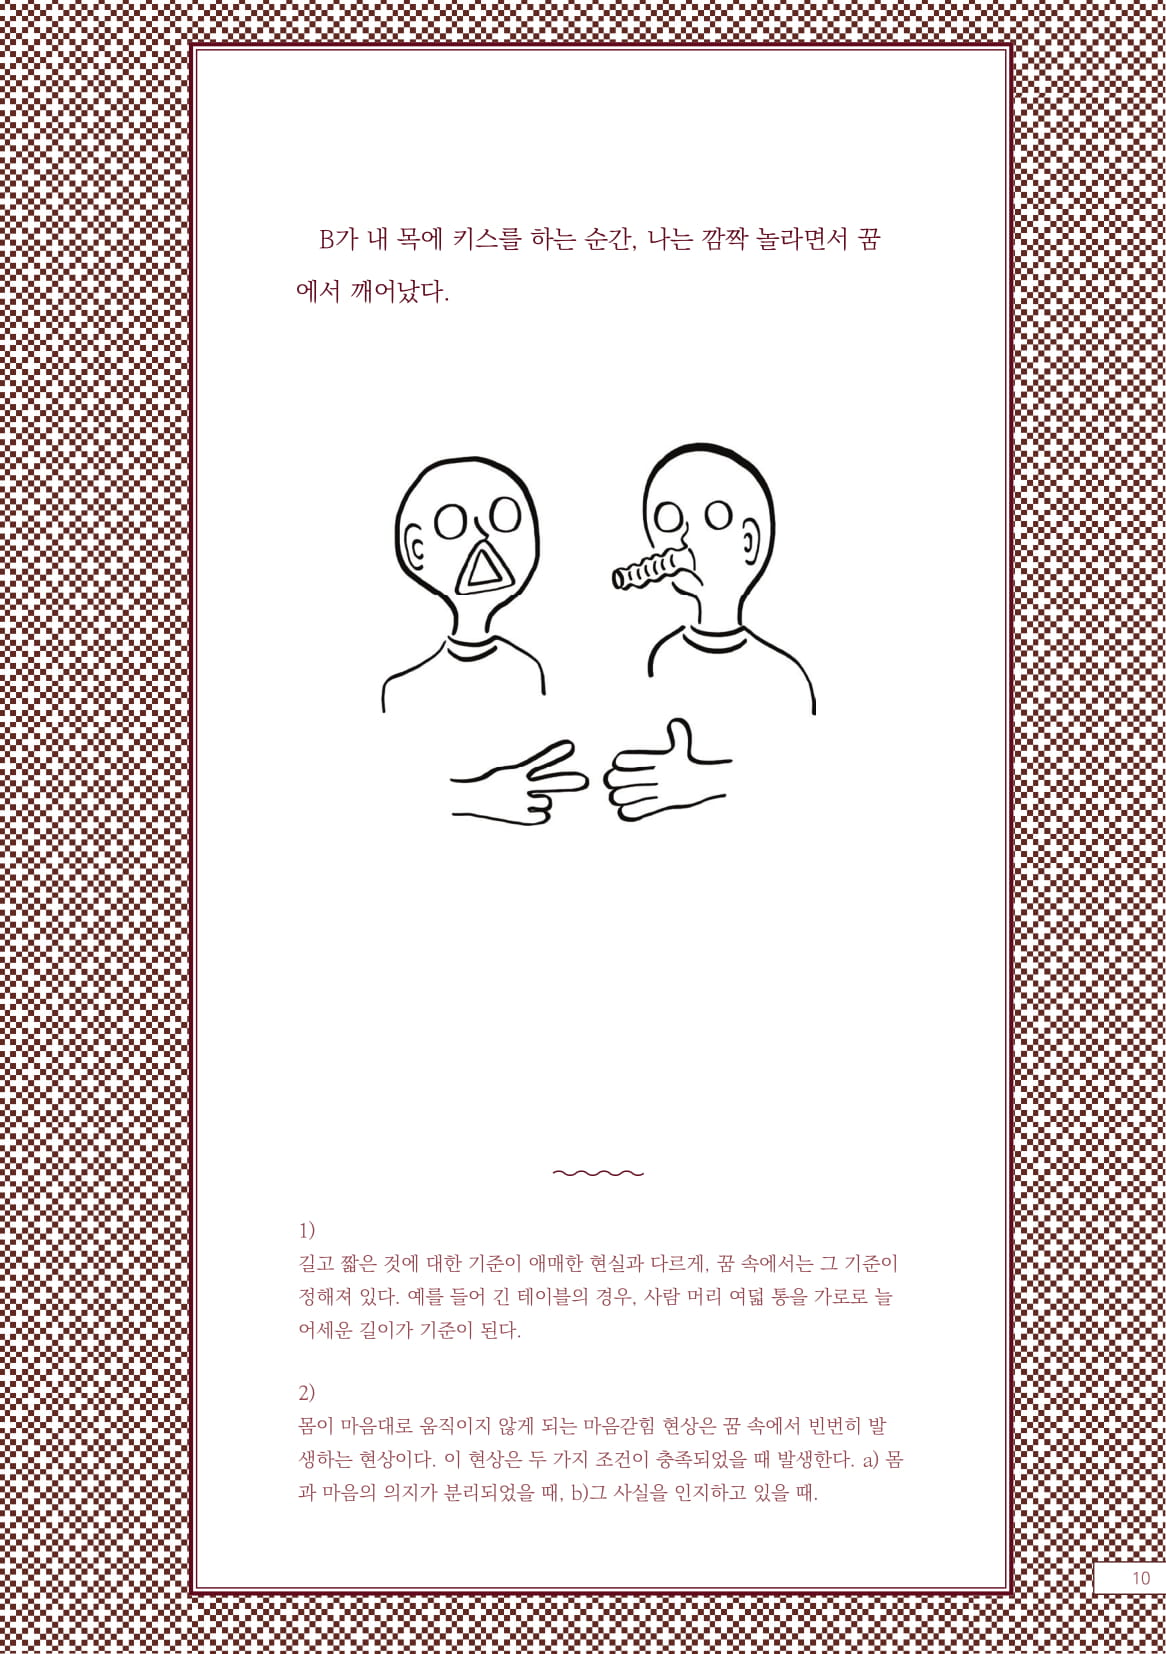 B가 내 목에 키스를 하는 순간, 나는 깜짝 놀라면서 꿈
에서 깨어났다.
1)
길고 짧은 것에 대한 기준이 애매한 현실과 다르게, 꿈 속에서는 그 기준이
정해져 있다. 예를 들어 긴 테이블의 경우, 사람 머리 여덟 통을 가로로 늘
어세운 길이가 기준이 된다.
2)
몸이 마음대로 움직이지 않게 되는 마음갇힘 현상은 꿈 속에서 빈번히 발
생하는 현상이다. 이 현상은 두 가지 조건이 충족되었을 때 발생한다. a) 몸
과 마음의 의지가 분리되었을 때, b)그 사실을 인지하고 있을 때.
10